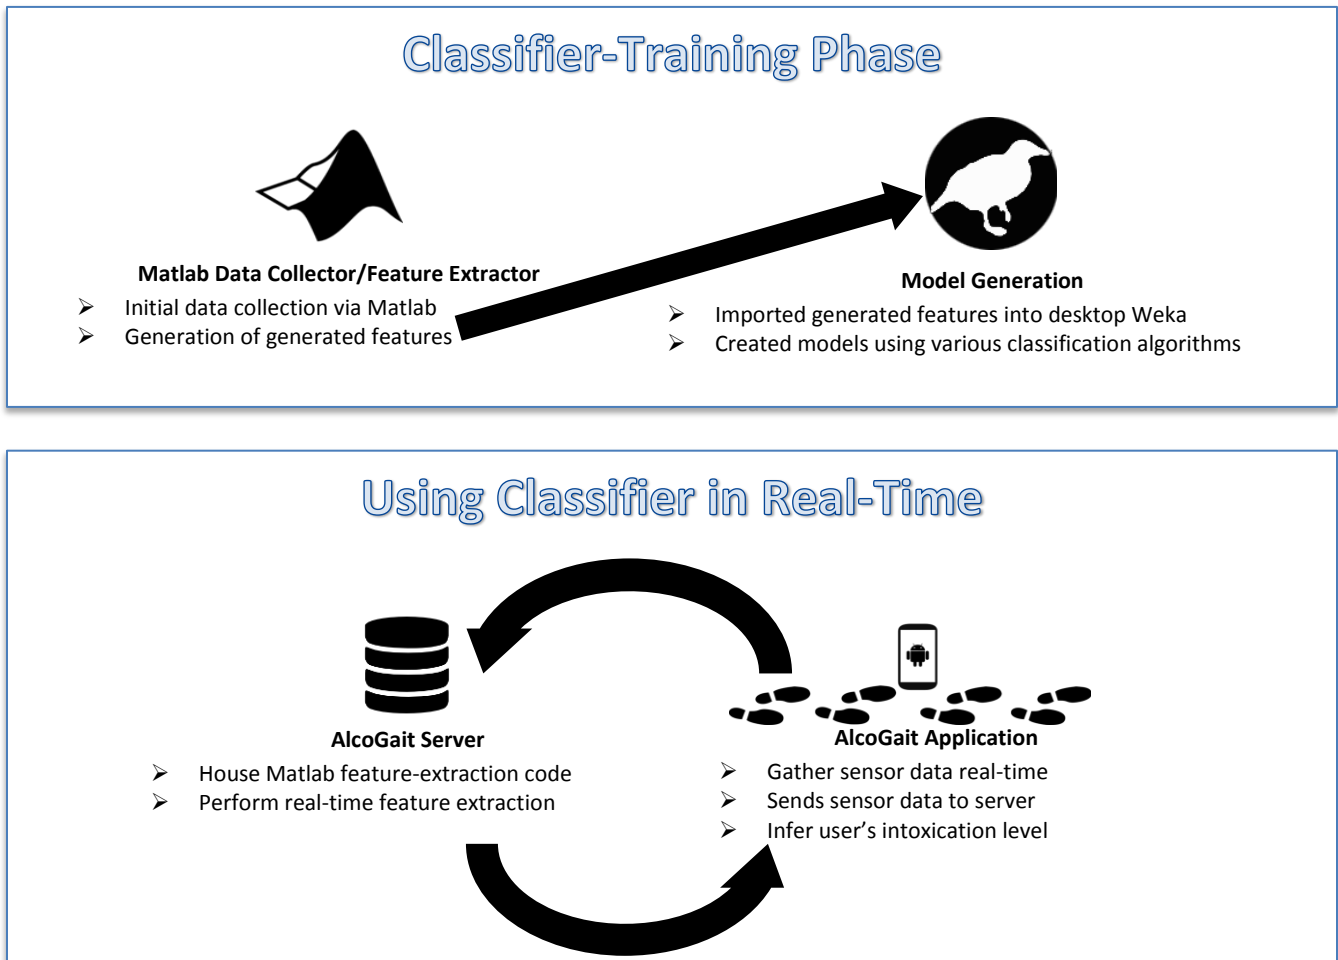 Classifier-Training Phase
Matlab Data Collector/Feature Extractor
➢ Initial data collection via Matlab
➢ Generation of generated features
Model Generation
➢ Imported generated features into desktop Weka
➢ Created models using various classification algorithms
Using Classifier in Real-Time
AlcoGait Server
➢ House Matlab feature-extraction code
➢ Perform real-time feature extraction
AlcoGait Application
➢ Gather sensor data real-time
➢ Sends sensor data to server
➢ Infer user's intoxication level